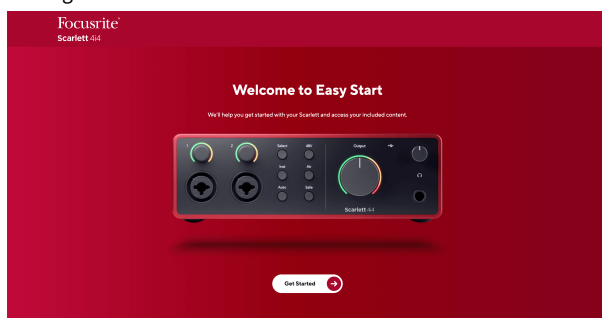 Focusrite®
Scarlett 4i4
Welcome to Easy Start
We'll help you get started with your Scarlett and access your included content.
1 2 Select 48V Output
Inst Air
Auto Safe
Scarlett 4i4
Get Started